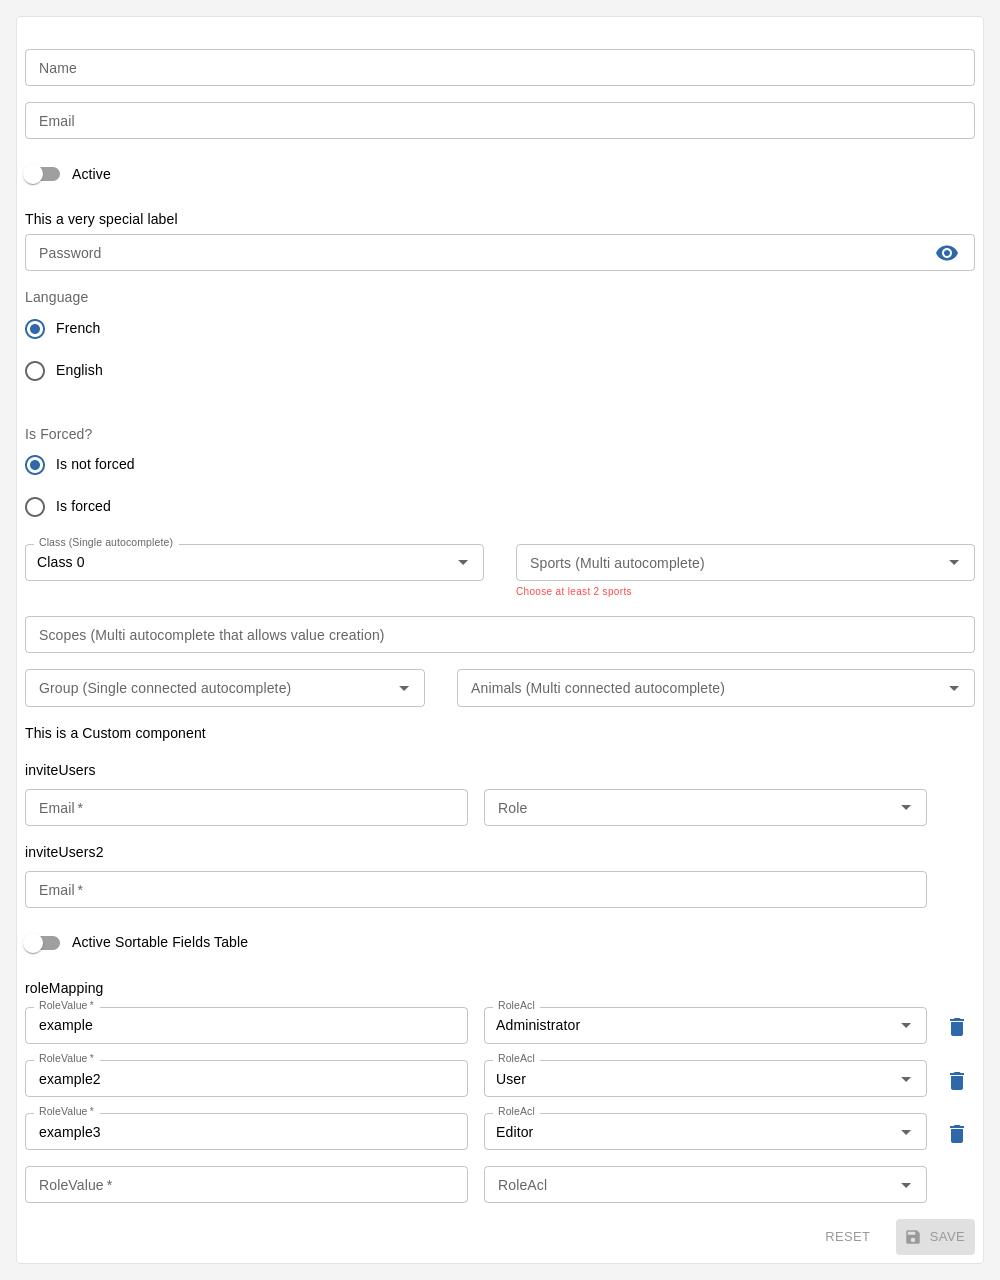 Name
Email
Active
This a very special label
Password
Language
French
English
Is Forced?
Is not forced
Is forced
Class (Single autocomplete)
Class 0
Sports (Multi autocomplete)
Choose at least 2 sports
Scopes (Multi autocomplete that allows value creation)
Group (Single connected autocomplete)
Animals (Multi connected autocomplete)
This is a Custom component
inviteUsers
Email *
Role
inviteUsers2
Email *
Active Sortable Fields Table
roleMapping
RoleValue *
example
RoleAcl
Administrator
RoleValue *
example2
RoleAcl
User
RoleValue *
example3
RoleAcl
Editor
RoleValue *
RoleAcl
RESET
SAVE